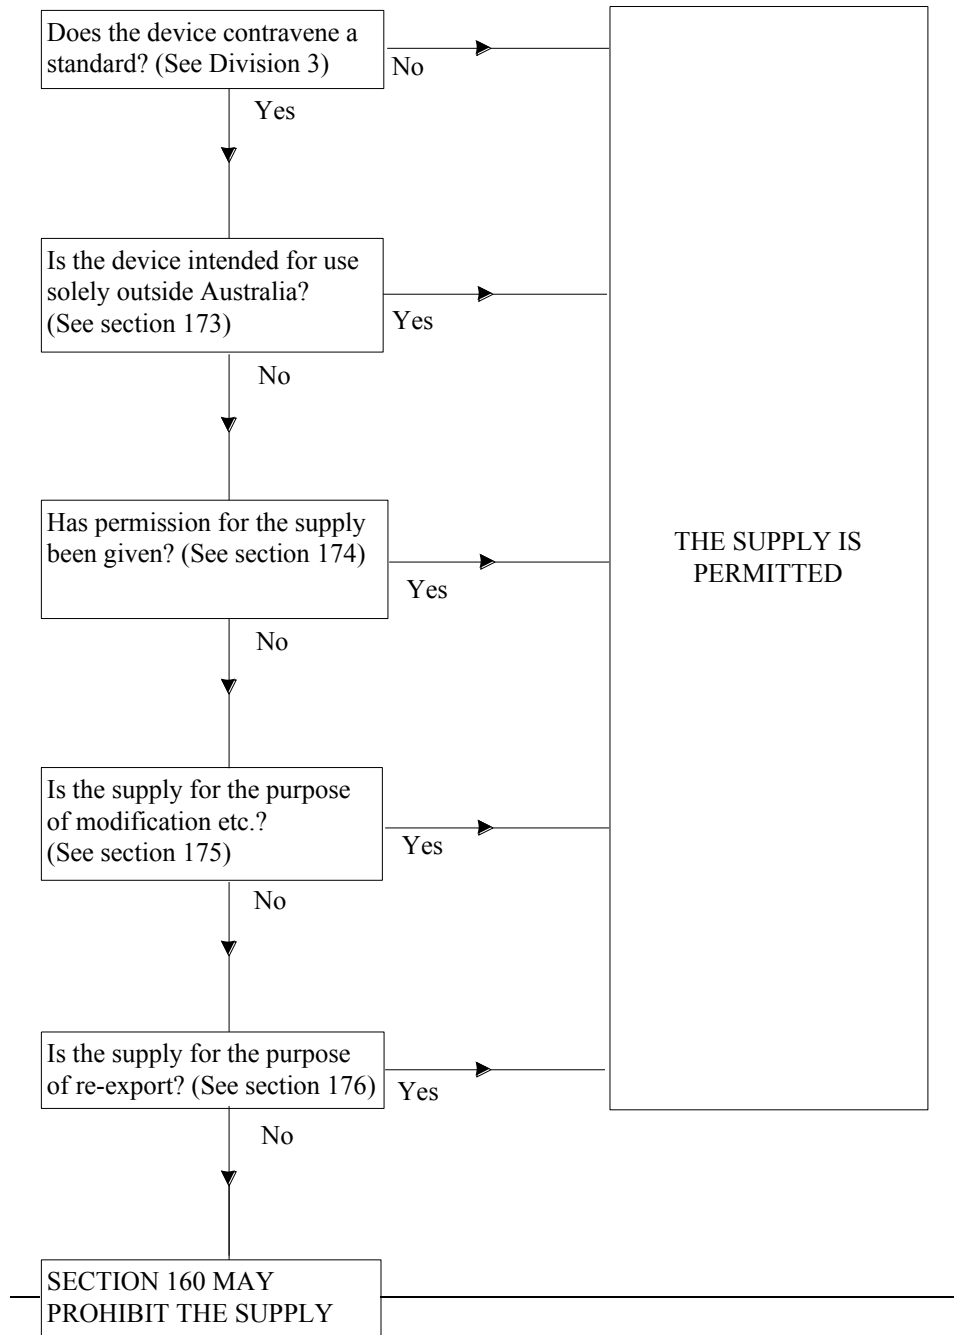 Does the device contravene a
standard? (See Division 3)
No
Yes
Is the device intended for use
solely outside Australia?
(See section 173)
Yes
No
Has permission for the supply
been given? (See section 174)
Yes
No
THE SUPPLY IS
PERMITTED
Is the supply for the purpose
of modification etc.?
(See section 175)
Yes
No
Is the supply for the purpose
of re-export? (See section 176)
Yes
No
SECTION 160 MAY
PROHIBIT THE SUPPLY